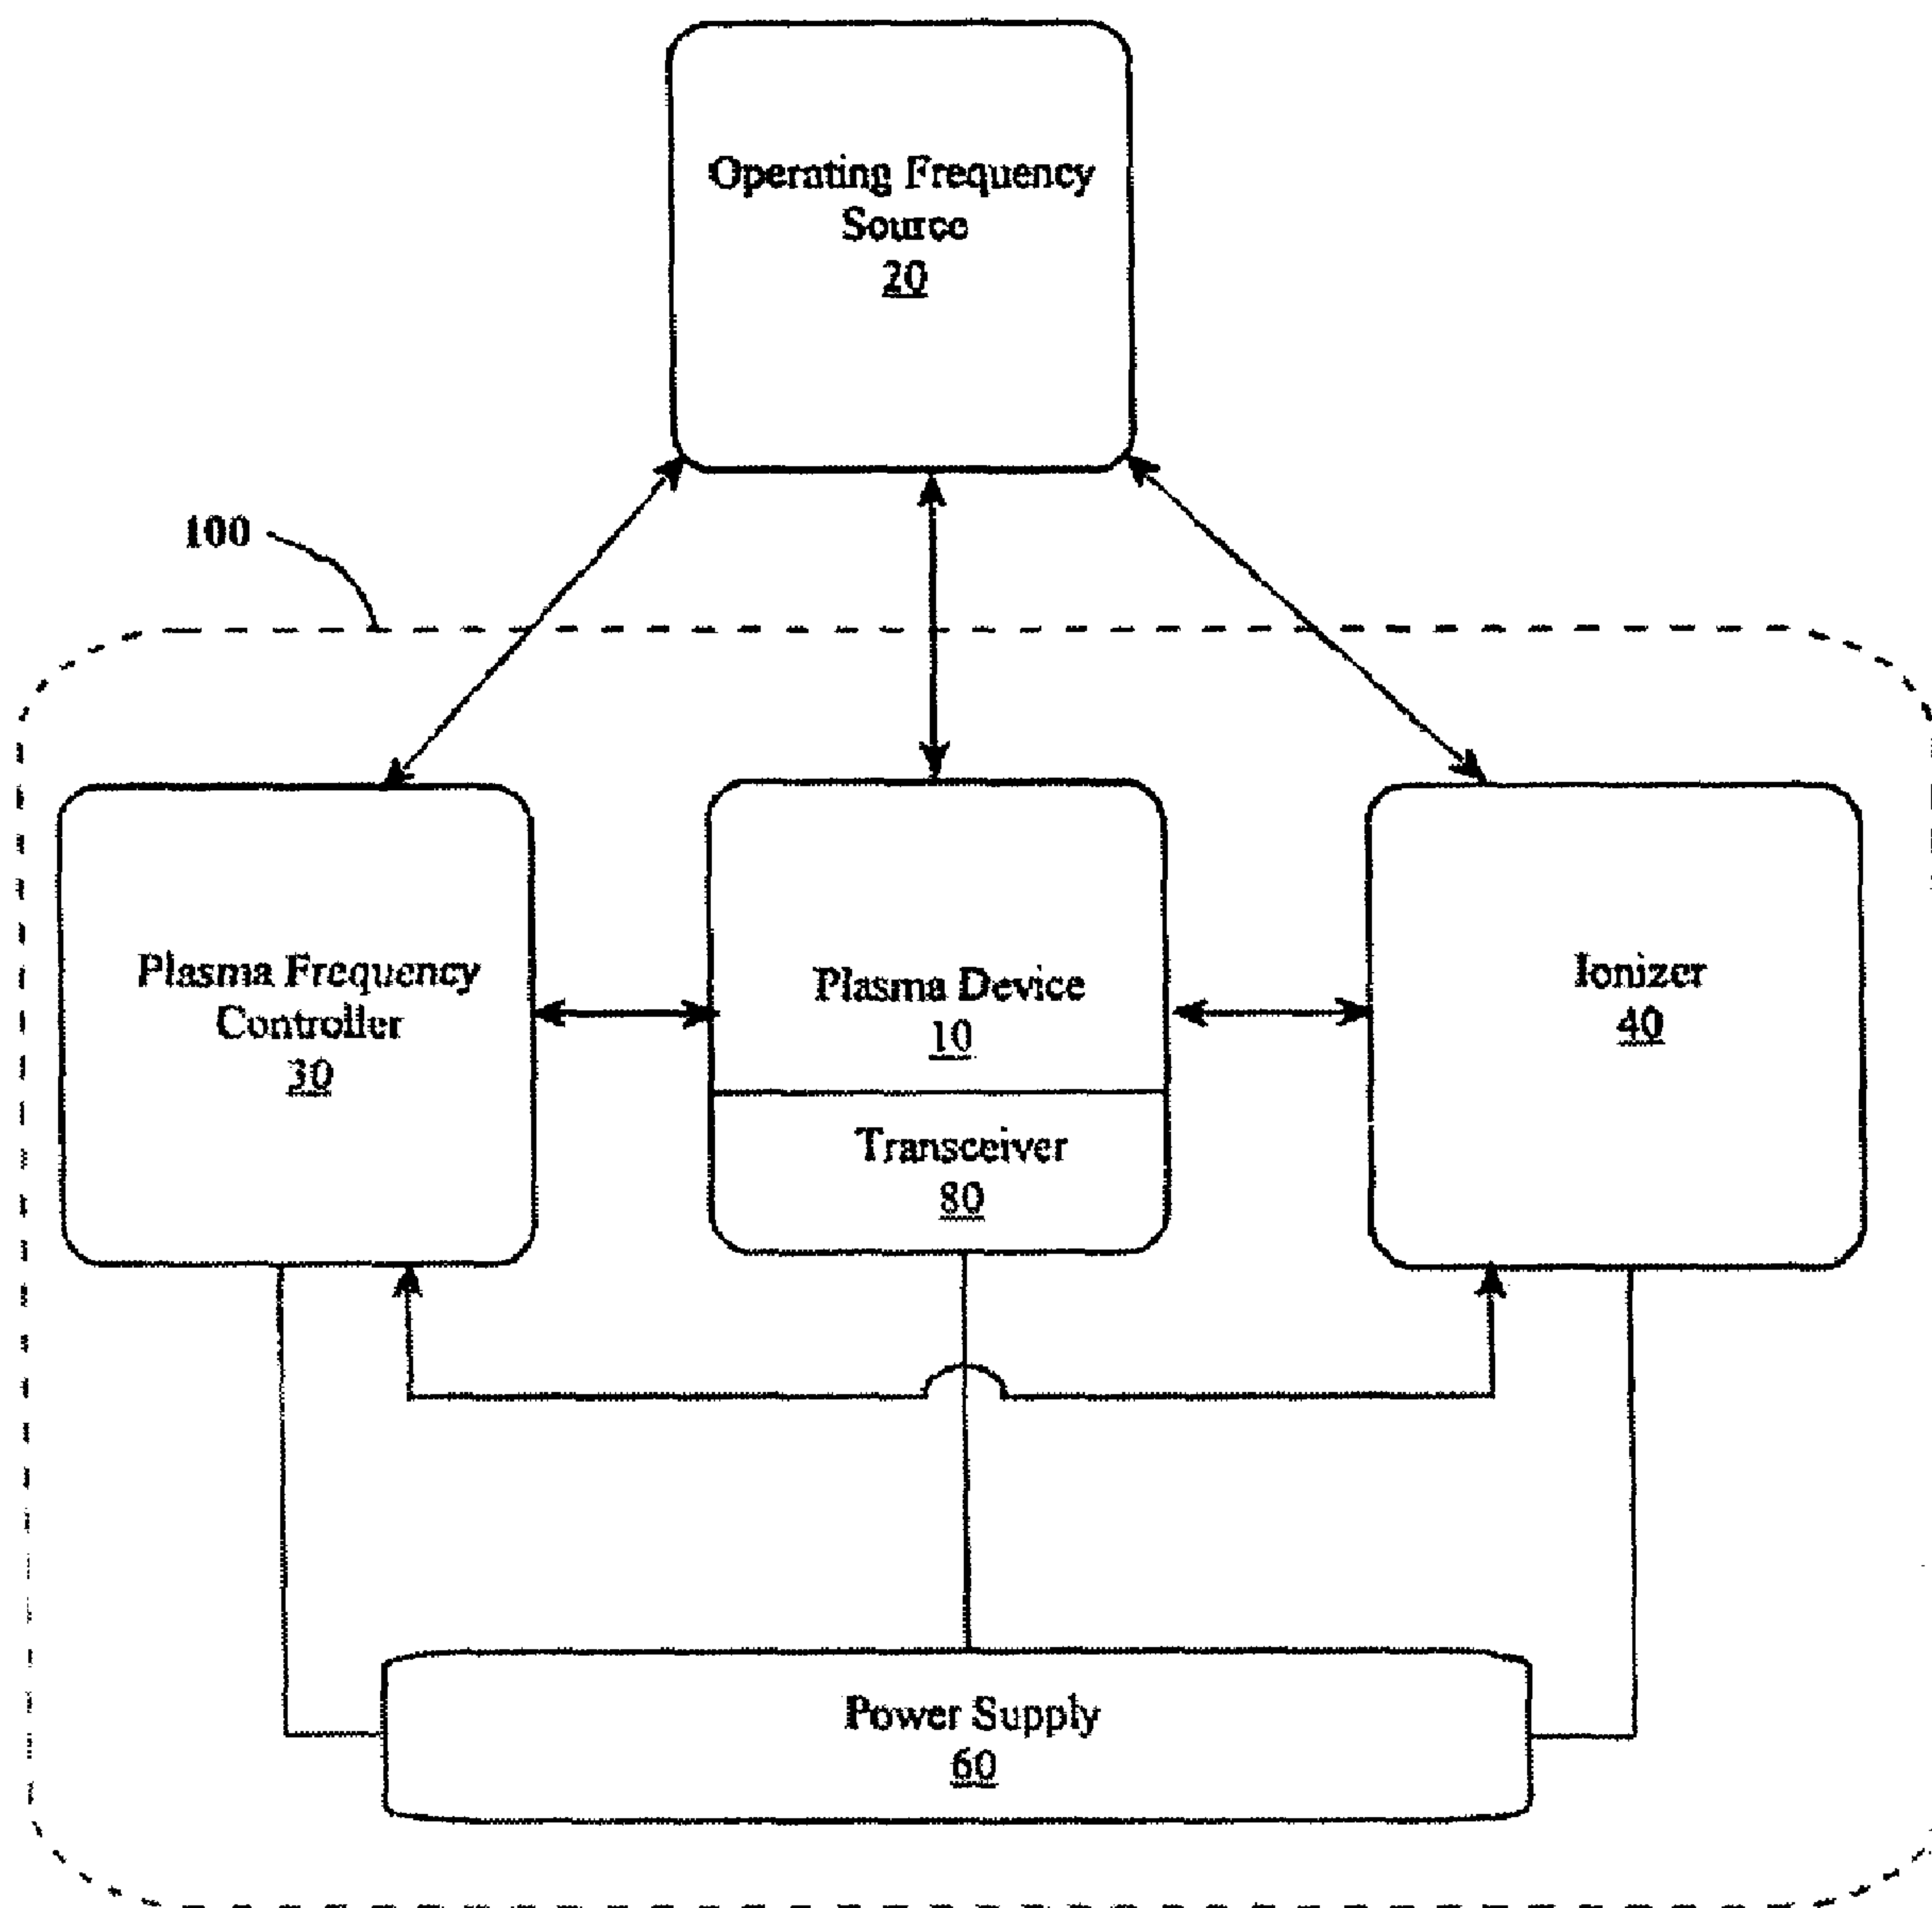 Operating Frequency
Source
20
100
Plasma Frequency
Controller
30
Plasma Device
10
Transceiver
80
Ionizer
40
Power Supply
60